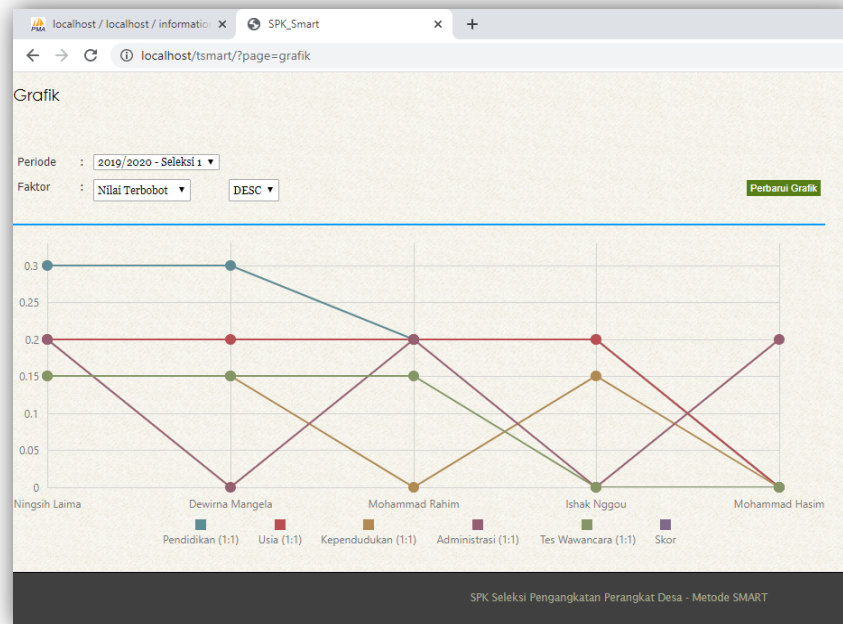 localhost / localhost / informatio
SPK_Smart
localhost/tsmart/?page=grafik
Grafik
Periode : 2019/2020 - Seleksi 1
Faktor : Nilai Terbobot DESC Perbarui Grafik
0.3
0.25
0.2
0.15
0.1
0.05
0
Ningsih Laima Dewirna Mangela Mohammad Rahim Ishak Nggou Mohammad Hasim
Pendidikan (1:1) Usia (1:1) Kependudukan (1:1) Administrasi (1:1) Tes Wawancara (1:1) Skor
SPK Seleksi Pengangkatan Perangkat Desa - Metode SMART